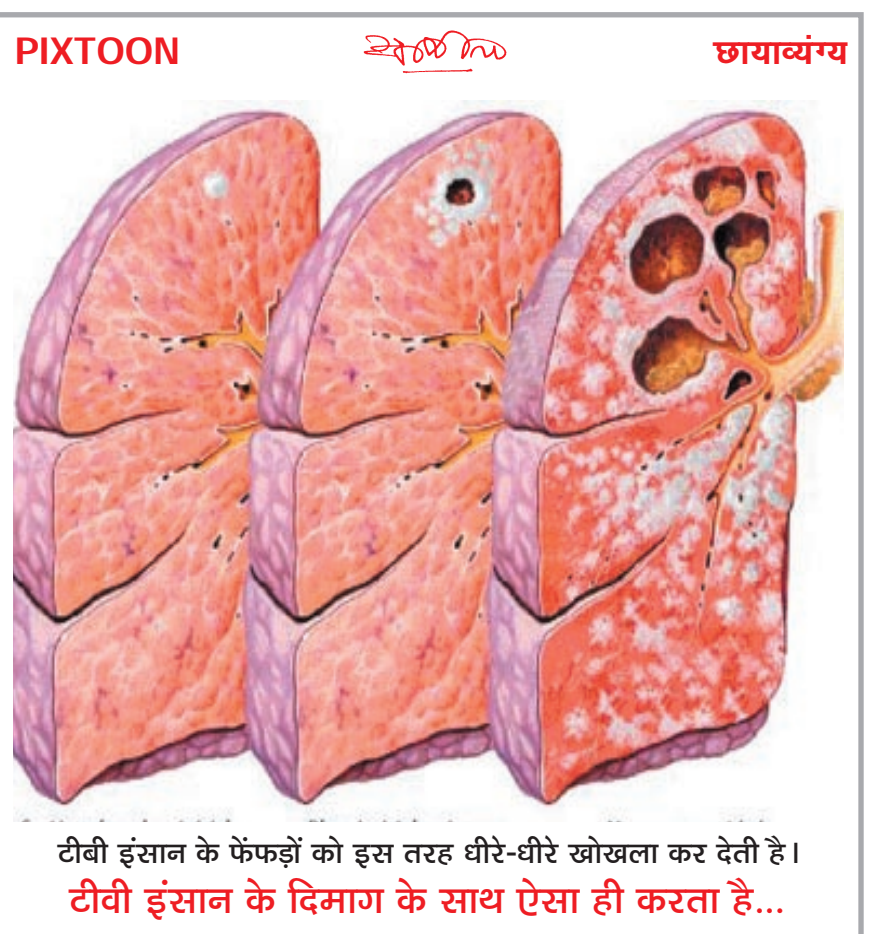 PIXTOON
छायाव्यंग्य
टीबी इंसान के फेंफड़ों को इस तरह धीरे-धीरे खोखला कर देती है।
टीवी इंसान के दिमाग के साथ ऐसा ही करता है...